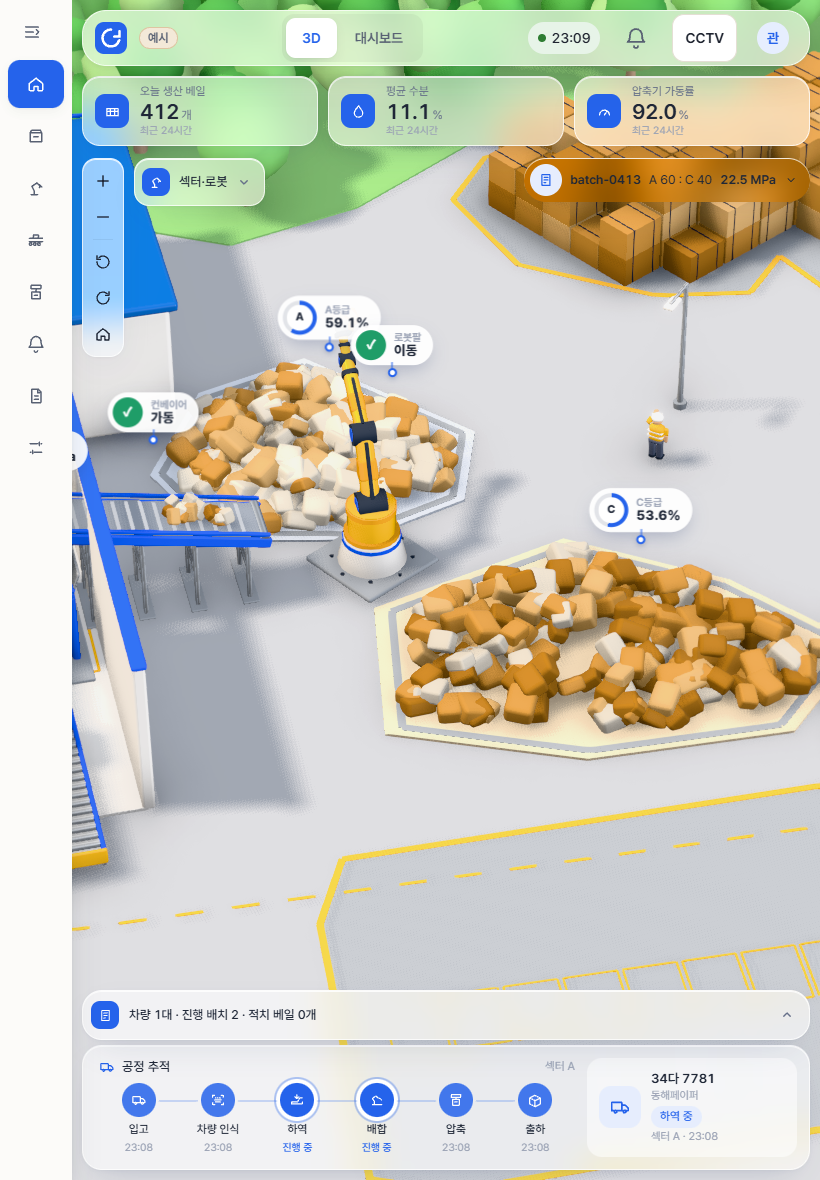 예시
3D
대시보드
23:09
CCTV
관
오늘 생산 베일
412개
최근 24시간
평균 수분
11.1%
최근 24시간
압축기 가동률
92.0%
최근 24시간
섹터·로봇
batch-0413 A 60 : C 40 22.5 MPa
A
A등급
59.1%
로봇팔
이동
컨베이어
가동
C
C등급
53.6%
차량 1대 · 진행 배치 2 · 적치 베일 0개
공정 추적
섹터 A
입고
23:08
차량 인식
23:08
하역
진행 중
배합
진행 중
압축
23:08
출하
23:08
34다 7781
동해페이퍼
하역 중
섹터 A · 23:08